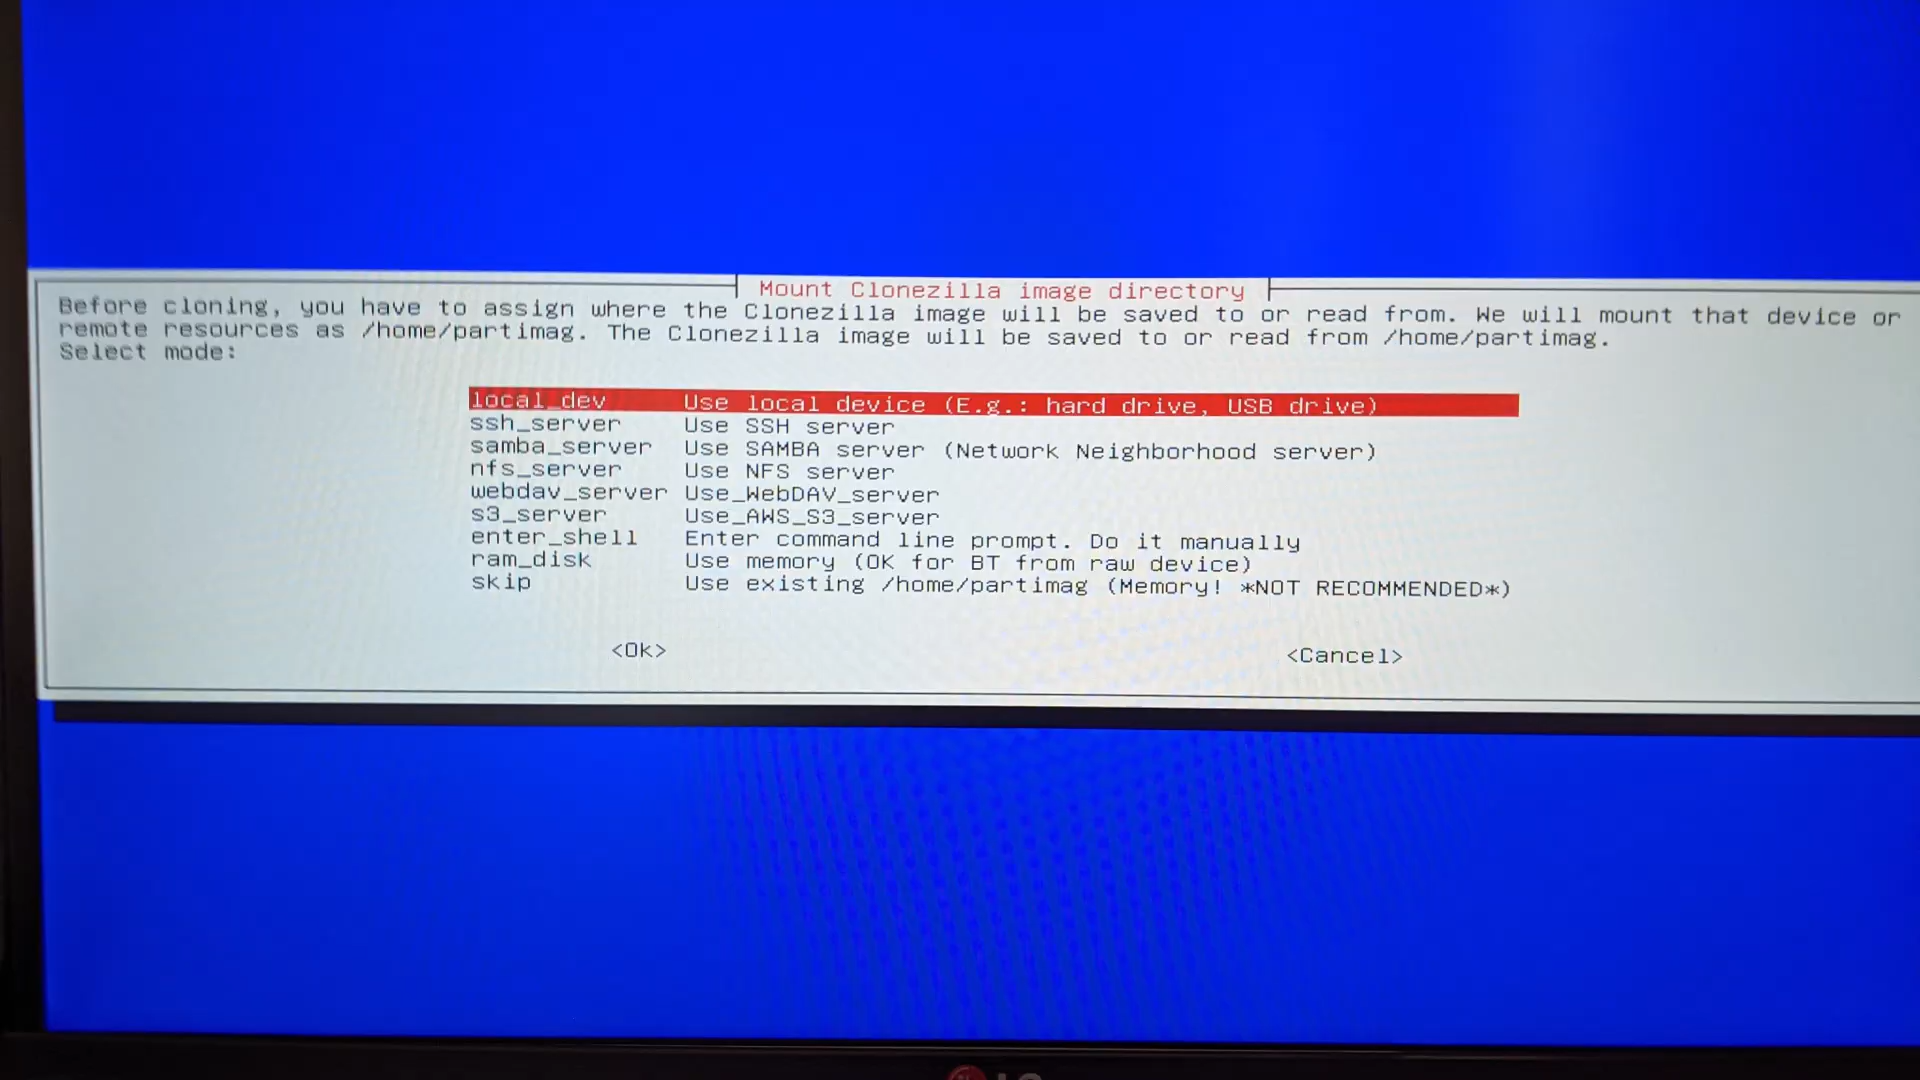 Mount Clonezilla image directory
Before cloning, you have to assign where the Clonezilla image will be saved to or read from. We will mount that device or
remote resources as /home/partimag. The Clonezilla image will be saved to or read from /home/partimag.
Select mode:
local_dev Use local device (E.g.: hard drive, USB drive)
ssh_server Use SSH server
samba_server Use SAMBA server (Network Neighborhood server)
nfs_server Use NFS server
webdav_server Use_WebDAV_server
s3_server Use_AWS_S3_server
enter_shell Enter command line prompt. Do it manually
ram_disk Use memory (OK for BT from raw device)
skip Use existing /home/partimag (Memory! *NOT RECOMMENDED*)
<Ok> <Cancel>
LG